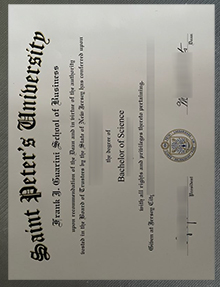 Saint Peter's University
Frank J. Guarini School of Business
upon recommendation of the Dean and in virtue of the authority
vested in the Board of Trustees by the State of New Jersey has conferred upon
the degree of
Bachelor of Science
with all rights and privileges thereto pertaining.
Given at Jersey City,
President
Dean